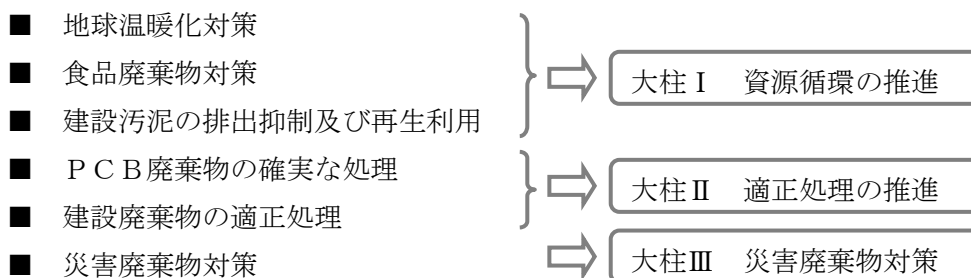 ■ 地球温暖化対策
■ 食品廃棄物対策
■ 建設汚泥の排出抑制及び再生利用
大柱Ⅰ 資源循環の推進
■ ＰＣＢ廃棄物の確実な処理
■ 建設廃棄物の適正処理
大柱Ⅱ 適正処理の推進
■ 災害廃棄物対策
大柱Ⅲ 災害廃棄物対策